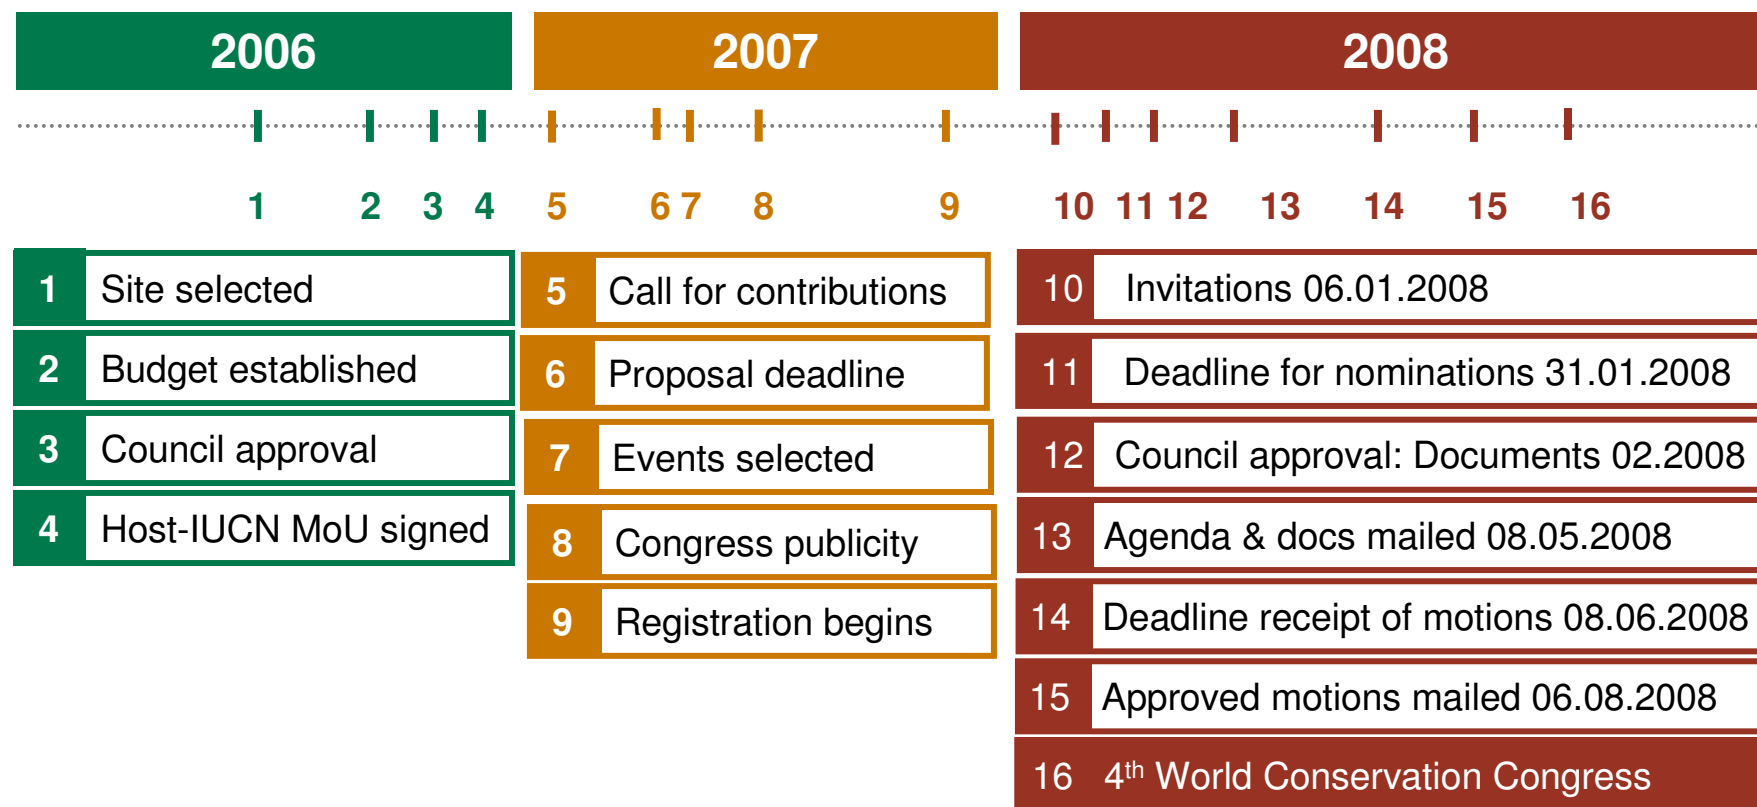 2006 2007 2008
1 2 3 4 5 6 7 8 9 10 11 12 13 14 15 16
1 Site selected
2 Budget established
3 Council approval
4 Host-IUCN MoU signed
5 Call for contributions
6 Proposal deadline
7 Events selected
8 Congress publicity
9 Registration begins
10 Invitations 06.01.2008
11 Deadline for nominations 31.01.2008
12 Council approval: Documents 02.2008
13 Agenda & docs mailed 08.05.2008
14 Deadline receipt of motions 08.06.2008
15 Approved motions mailed 06.08.2008
16 4th World Conservation Congress